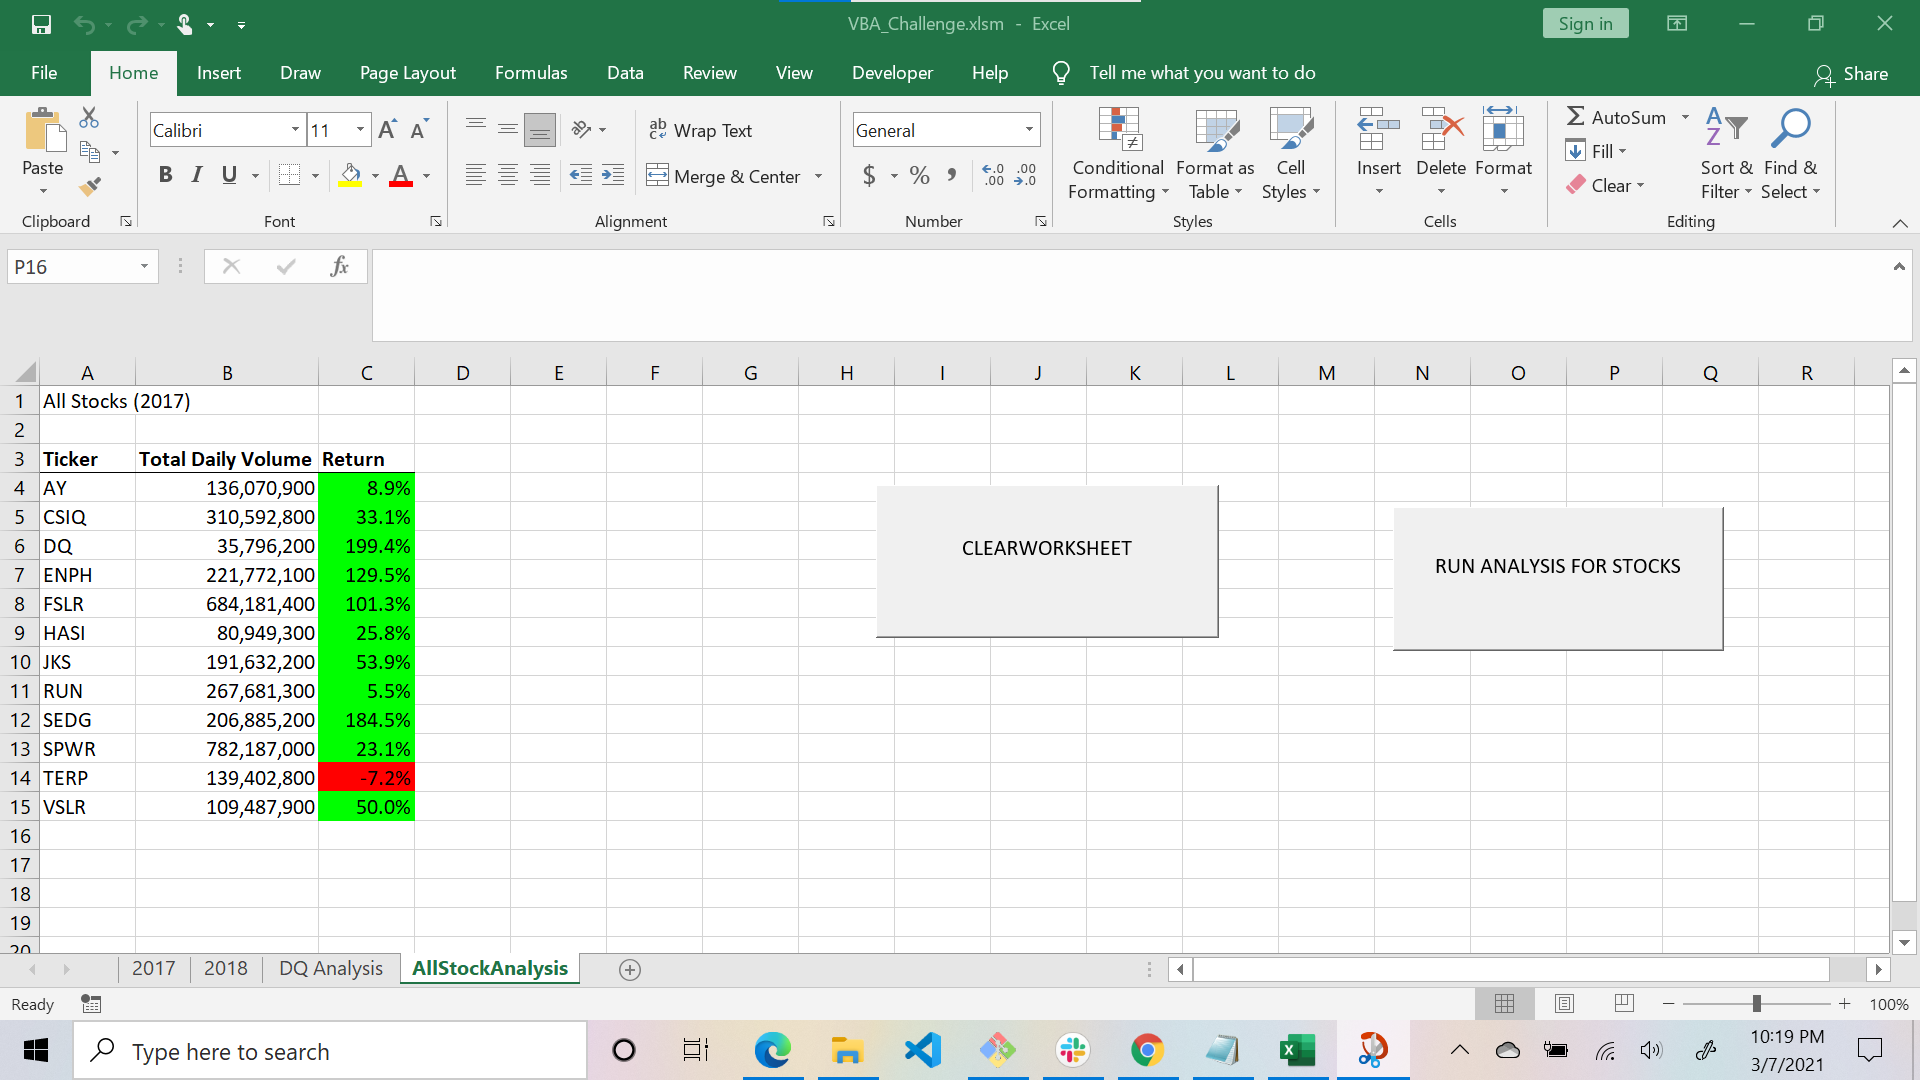 VBA_Challenge.xlsm - Excel
Sign in
File Home Insert Draw Page Layout Formulas Data Review View Developer Help Tell me what you want to do Share
Paste
Clipboard
Calibri 11
B I U
Font
Wrap Text
Merge & Center
Alignment
General
$ % ,
Number
Conditional Formatting
Format as Table
Cell Styles
Styles
Insert
Delete
Format
Cells
AutoSum
Fill
Clear
Sort & Filter
Find & Select
Editing
P16 fx
A B C D E F G H I J K L M N O P Q R
1 All Stocks (2017)
2
3 Ticker Total Daily Volume Return
4 AY 136,070,900 8.9%
5 CSIQ 310,592,800 33.1%
6 DQ 35,796,200 199.4%
7 ENPH 221,772,100 129.5%
8 FSLR 684,181,400 101.3%
9 HASI 80,949,300 25.8%
10 JKS 191,632,200 53.9%
11 RUN 267,681,300 5.5%
12 SEDG 206,885,200 184.5%
13 SPWR 782,187,000 23.1%
14 TERP 139,402,800 -7.2%
15 VSLR 109,487,900 50.0%
16
17
18
19
20
CLEARWORKSHEET
RUN ANALYSIS FOR STOCKS
2017 2018 DQ Analysis AllStockAnalysis
Ready
100%
Type here to search
10:19 PM
3/7/2021